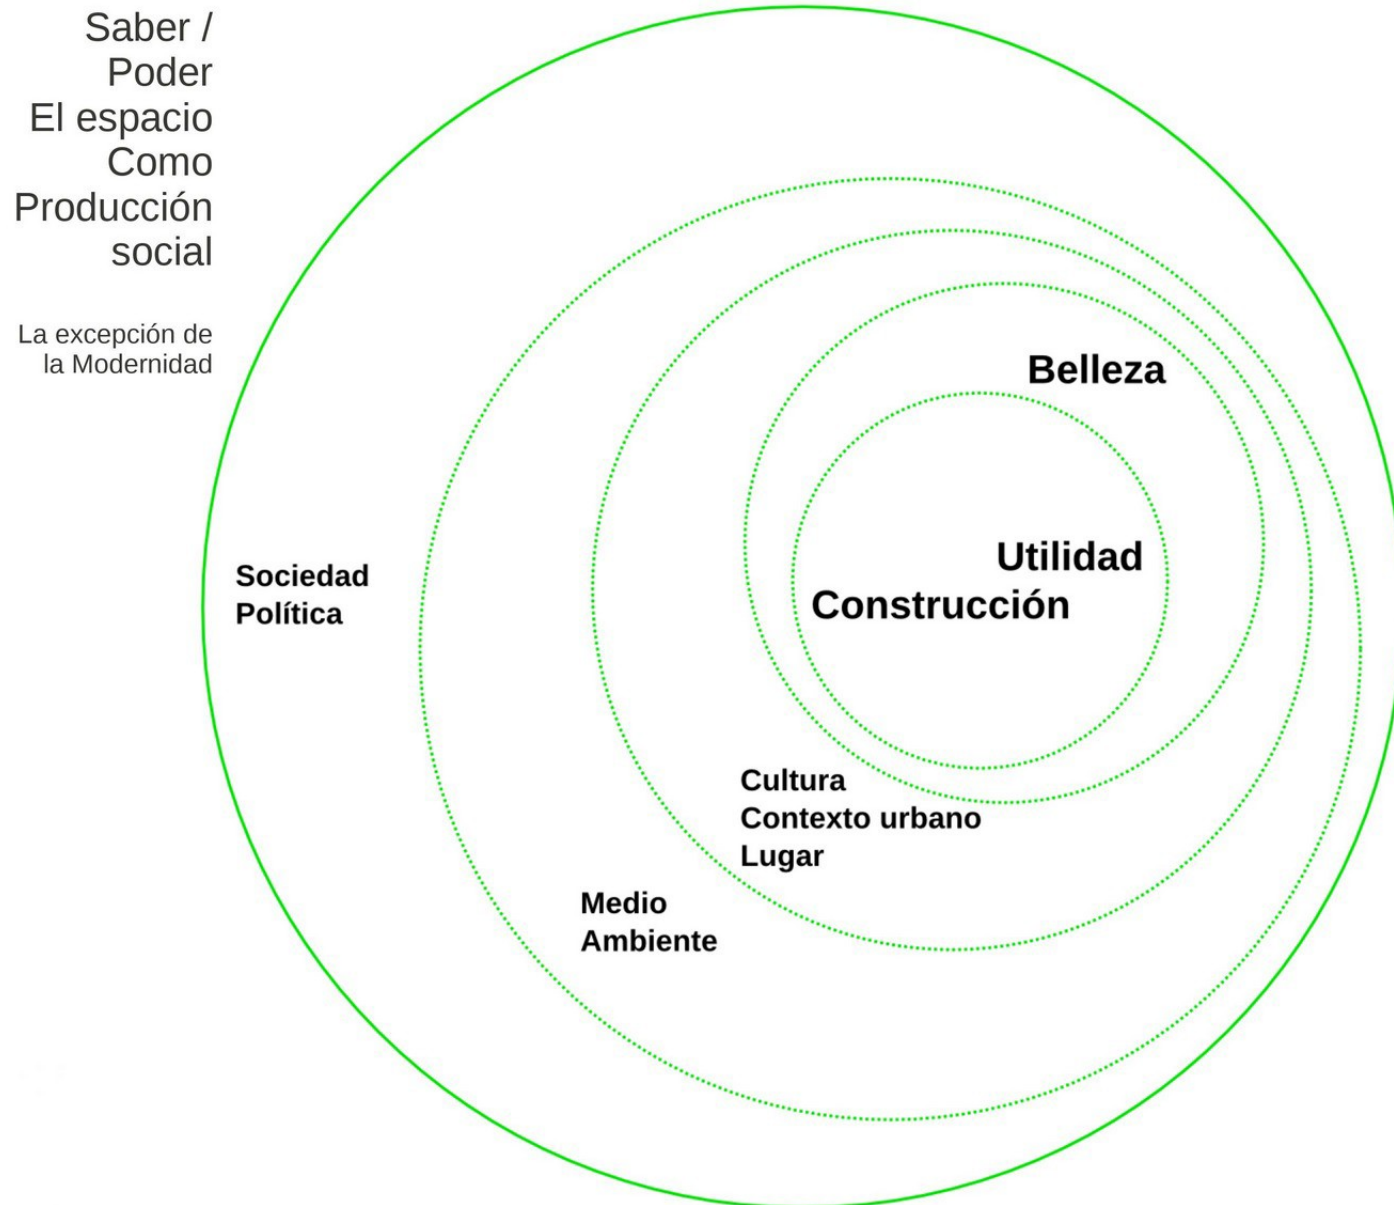 Saber /
Poder
El espacio
Como
Producción
social
La excepción de
la Modernidad
Belleza
Utilidad
Construcción
Sociedad
Política
Cultura
Contexto urbano
Lugar
Medio
Ambiente